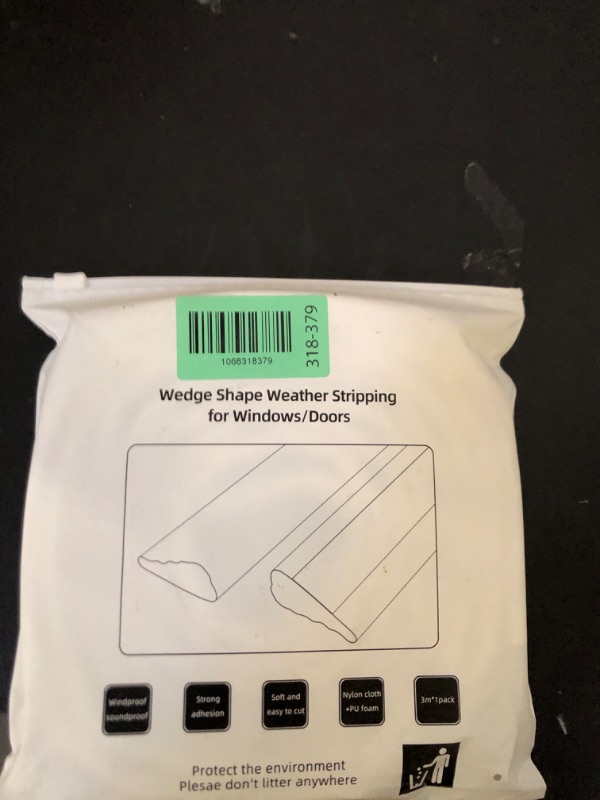 1066318379
318-379
Wedge Shape Weather Stripping
for Windows/Doors
Windproof
soundproof
Strong
adhesion
Soft and
easy to cut
Nylon cloth
+PU foam
3m*1pack
Protect the environment
Plesae don't litter anywhere